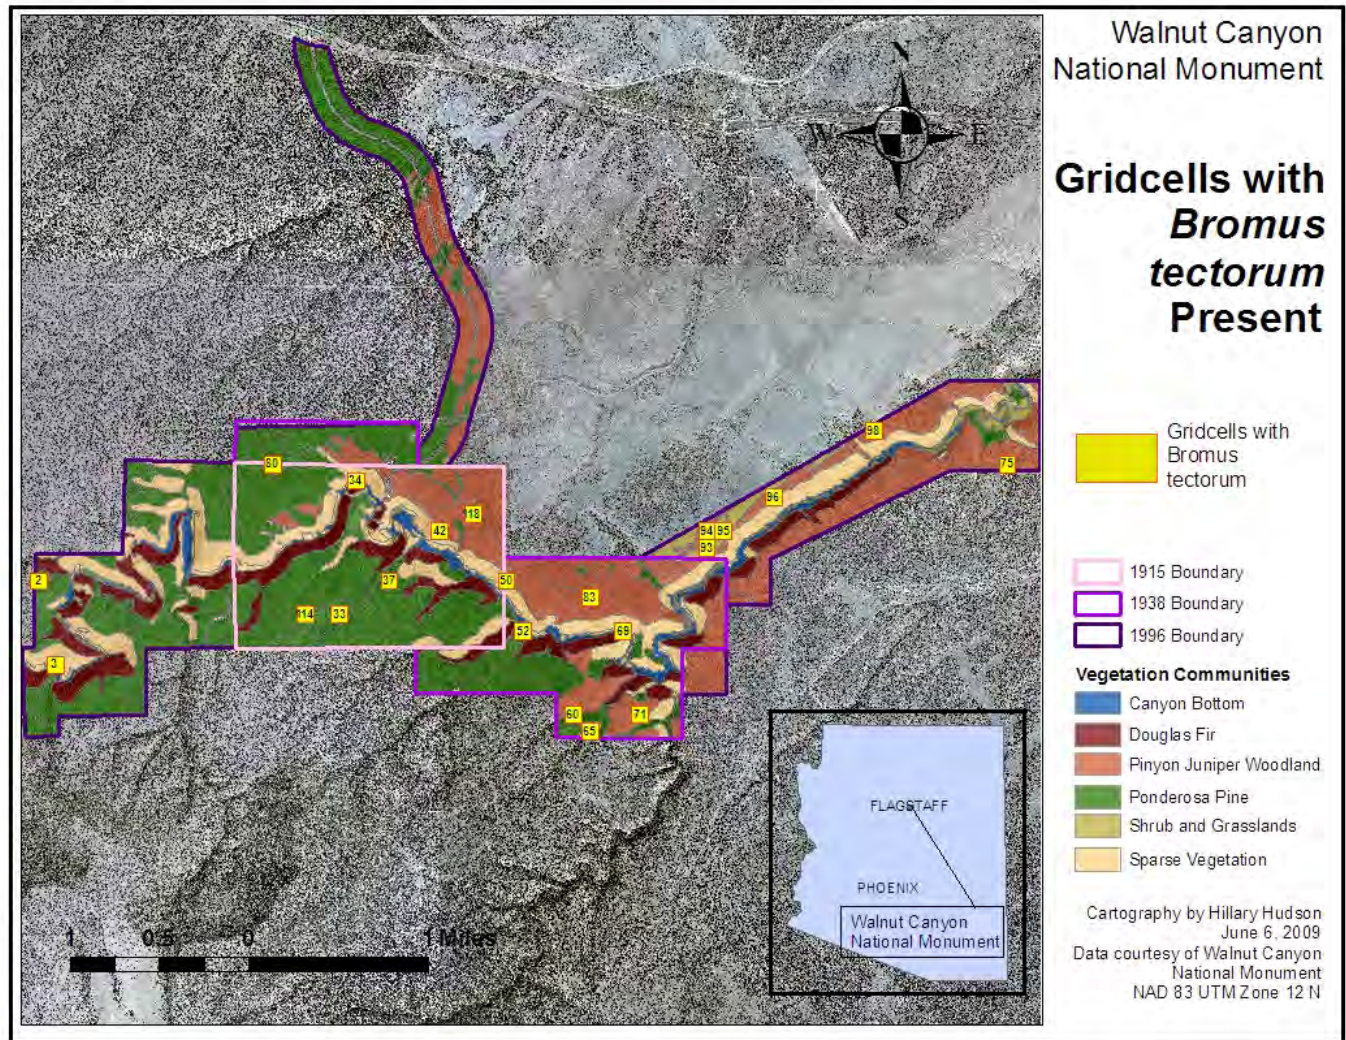 Walnut Canyon
National Monument
Gridcells with
Bromus
tectorum
Present
Gridcells with
Bromus
tectorum
1915 Boundary
1938 Boundary
1996 Boundary
Vegetation Communities
Canyon Bottom
Douglas Fir
Pinyon Juniper Woodland
Ponderosa Pine
Shrub and Grasslands
Sparse Vegetation
Cartography by Hillary Hudson
June 6, 2009
Data courtesy of Walnut Canyon
National Monument
NAD 83 UTM Zone 12 N
N
W E
S
98
75
80
34
96
118
42
94 95
93
2
37
50
83
114 33
52
69
3
60
71
65
FLAGSTAFF
PHOENIX
Walnut Canyon
National Monument
1 0.5 0 1 Miles